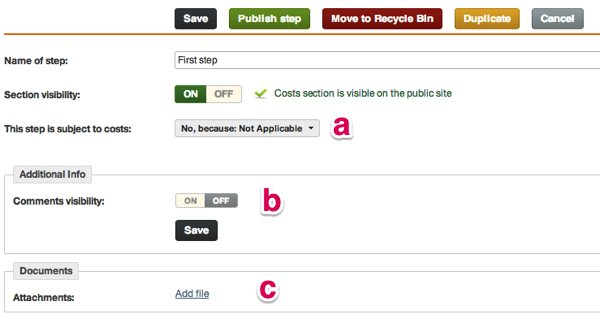 Save Publish step Move to Recycle Bin Duplicate Cancel
Name of step: First step
Section visibility: ON OFF Costs section is visible on the public site
This step is subject to costs: No, because: Not Applicable a
Additional Info
Comments visibility: ON OFF b
Save
Documents
Attachments: Add file c